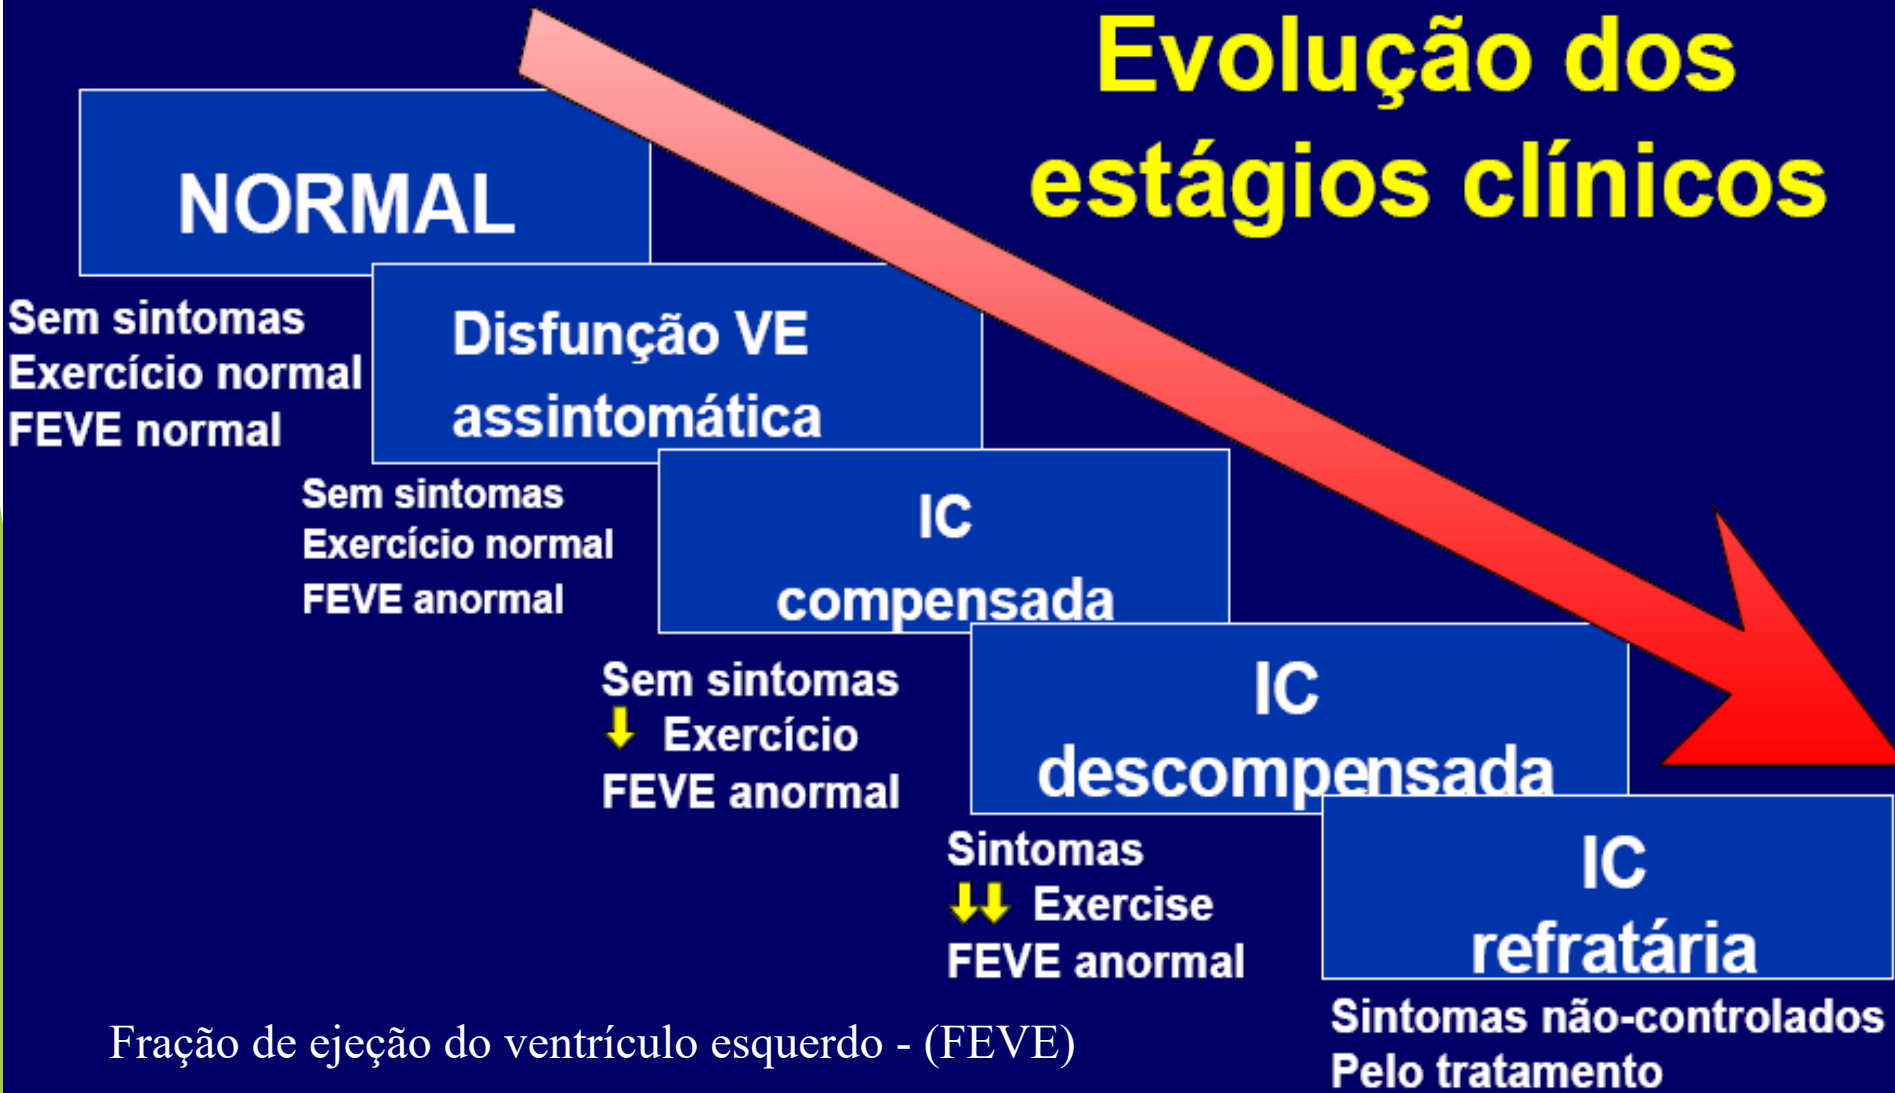 Evolução dos
estágios clínicos
NORMAL
Sem sintomas
Exercício normal
FEVE normal
Disfunção VE
assintomática
Sem sintomas
Exercício normal
FEVE anormal
IC
compensada
Sem sintomas
Exercício
FEVE anormal
IC
descompensada
Sintomas
Exercise
FEVE anormal
IC
refratária
Sintomas não-controlados
Pelo tratamento
Fração de ejeção do ventrículo esquerdo - (FEVE)